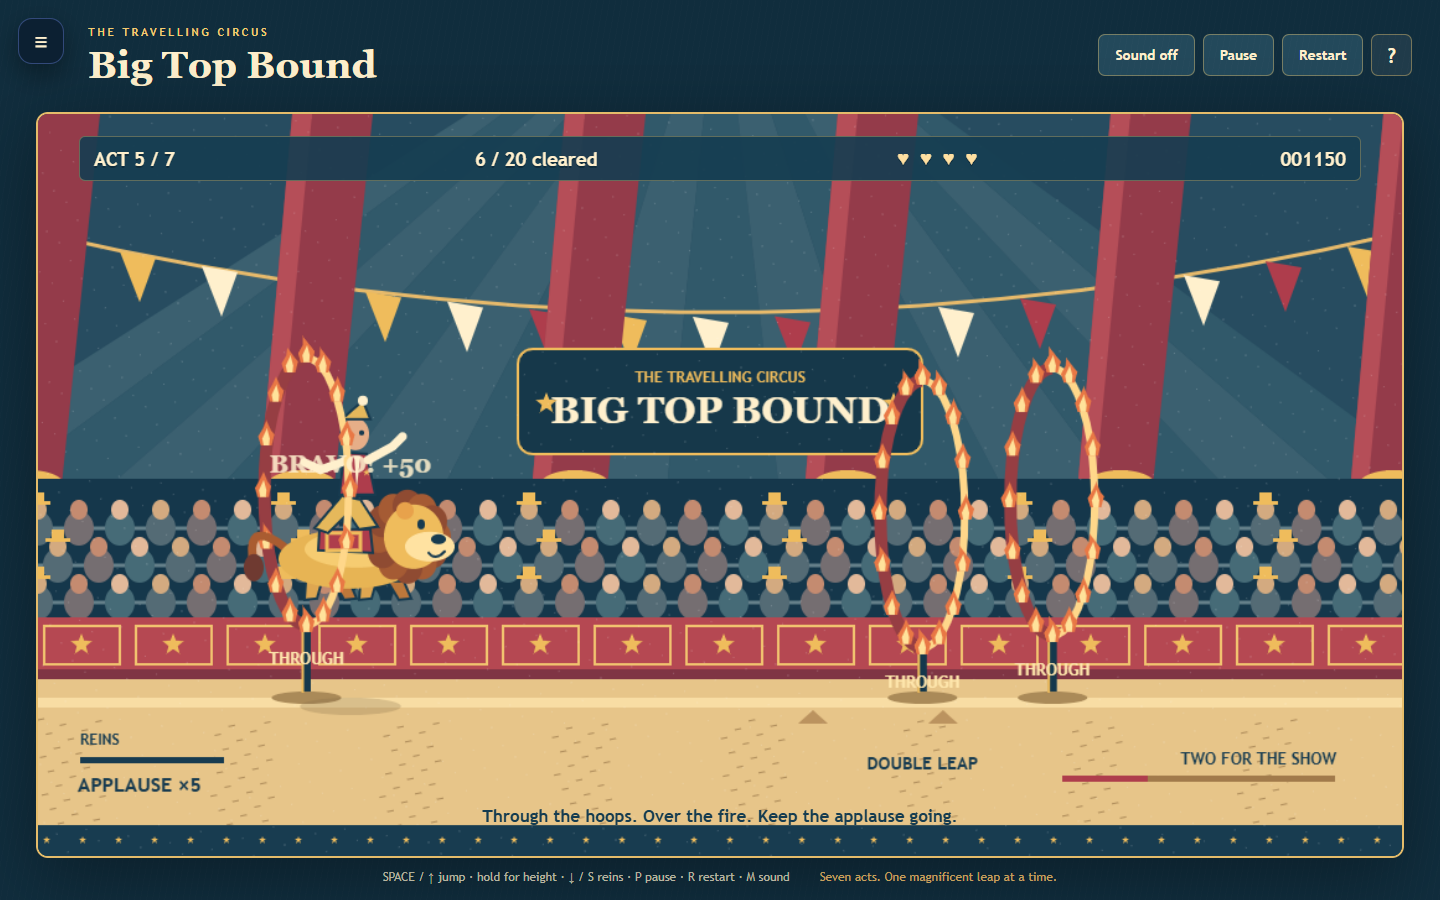 THE TRAVELLING CIRCUS
Big Top Bound
Sound off
Pause
Restart
?
ACT 5 / 7
6 / 20 cleared
♥ ♥ ♥ ♥
001150
THE TRAVELLING CIRCUS
BIG TOP BOUND
BRAVO! +50
THROUGH
THROUGH
THROUGH
REINS
APPLAUSE ×5
DOUBLE LEAP
TWO FOR THE SHOW
Through the hoops. Over the fire. Keep the applause going.
SPACE / ↑ jump · hold for height · ↓ / S reins · P pause · R restart · M sound
Seven acts. One magnificent leap at a time.